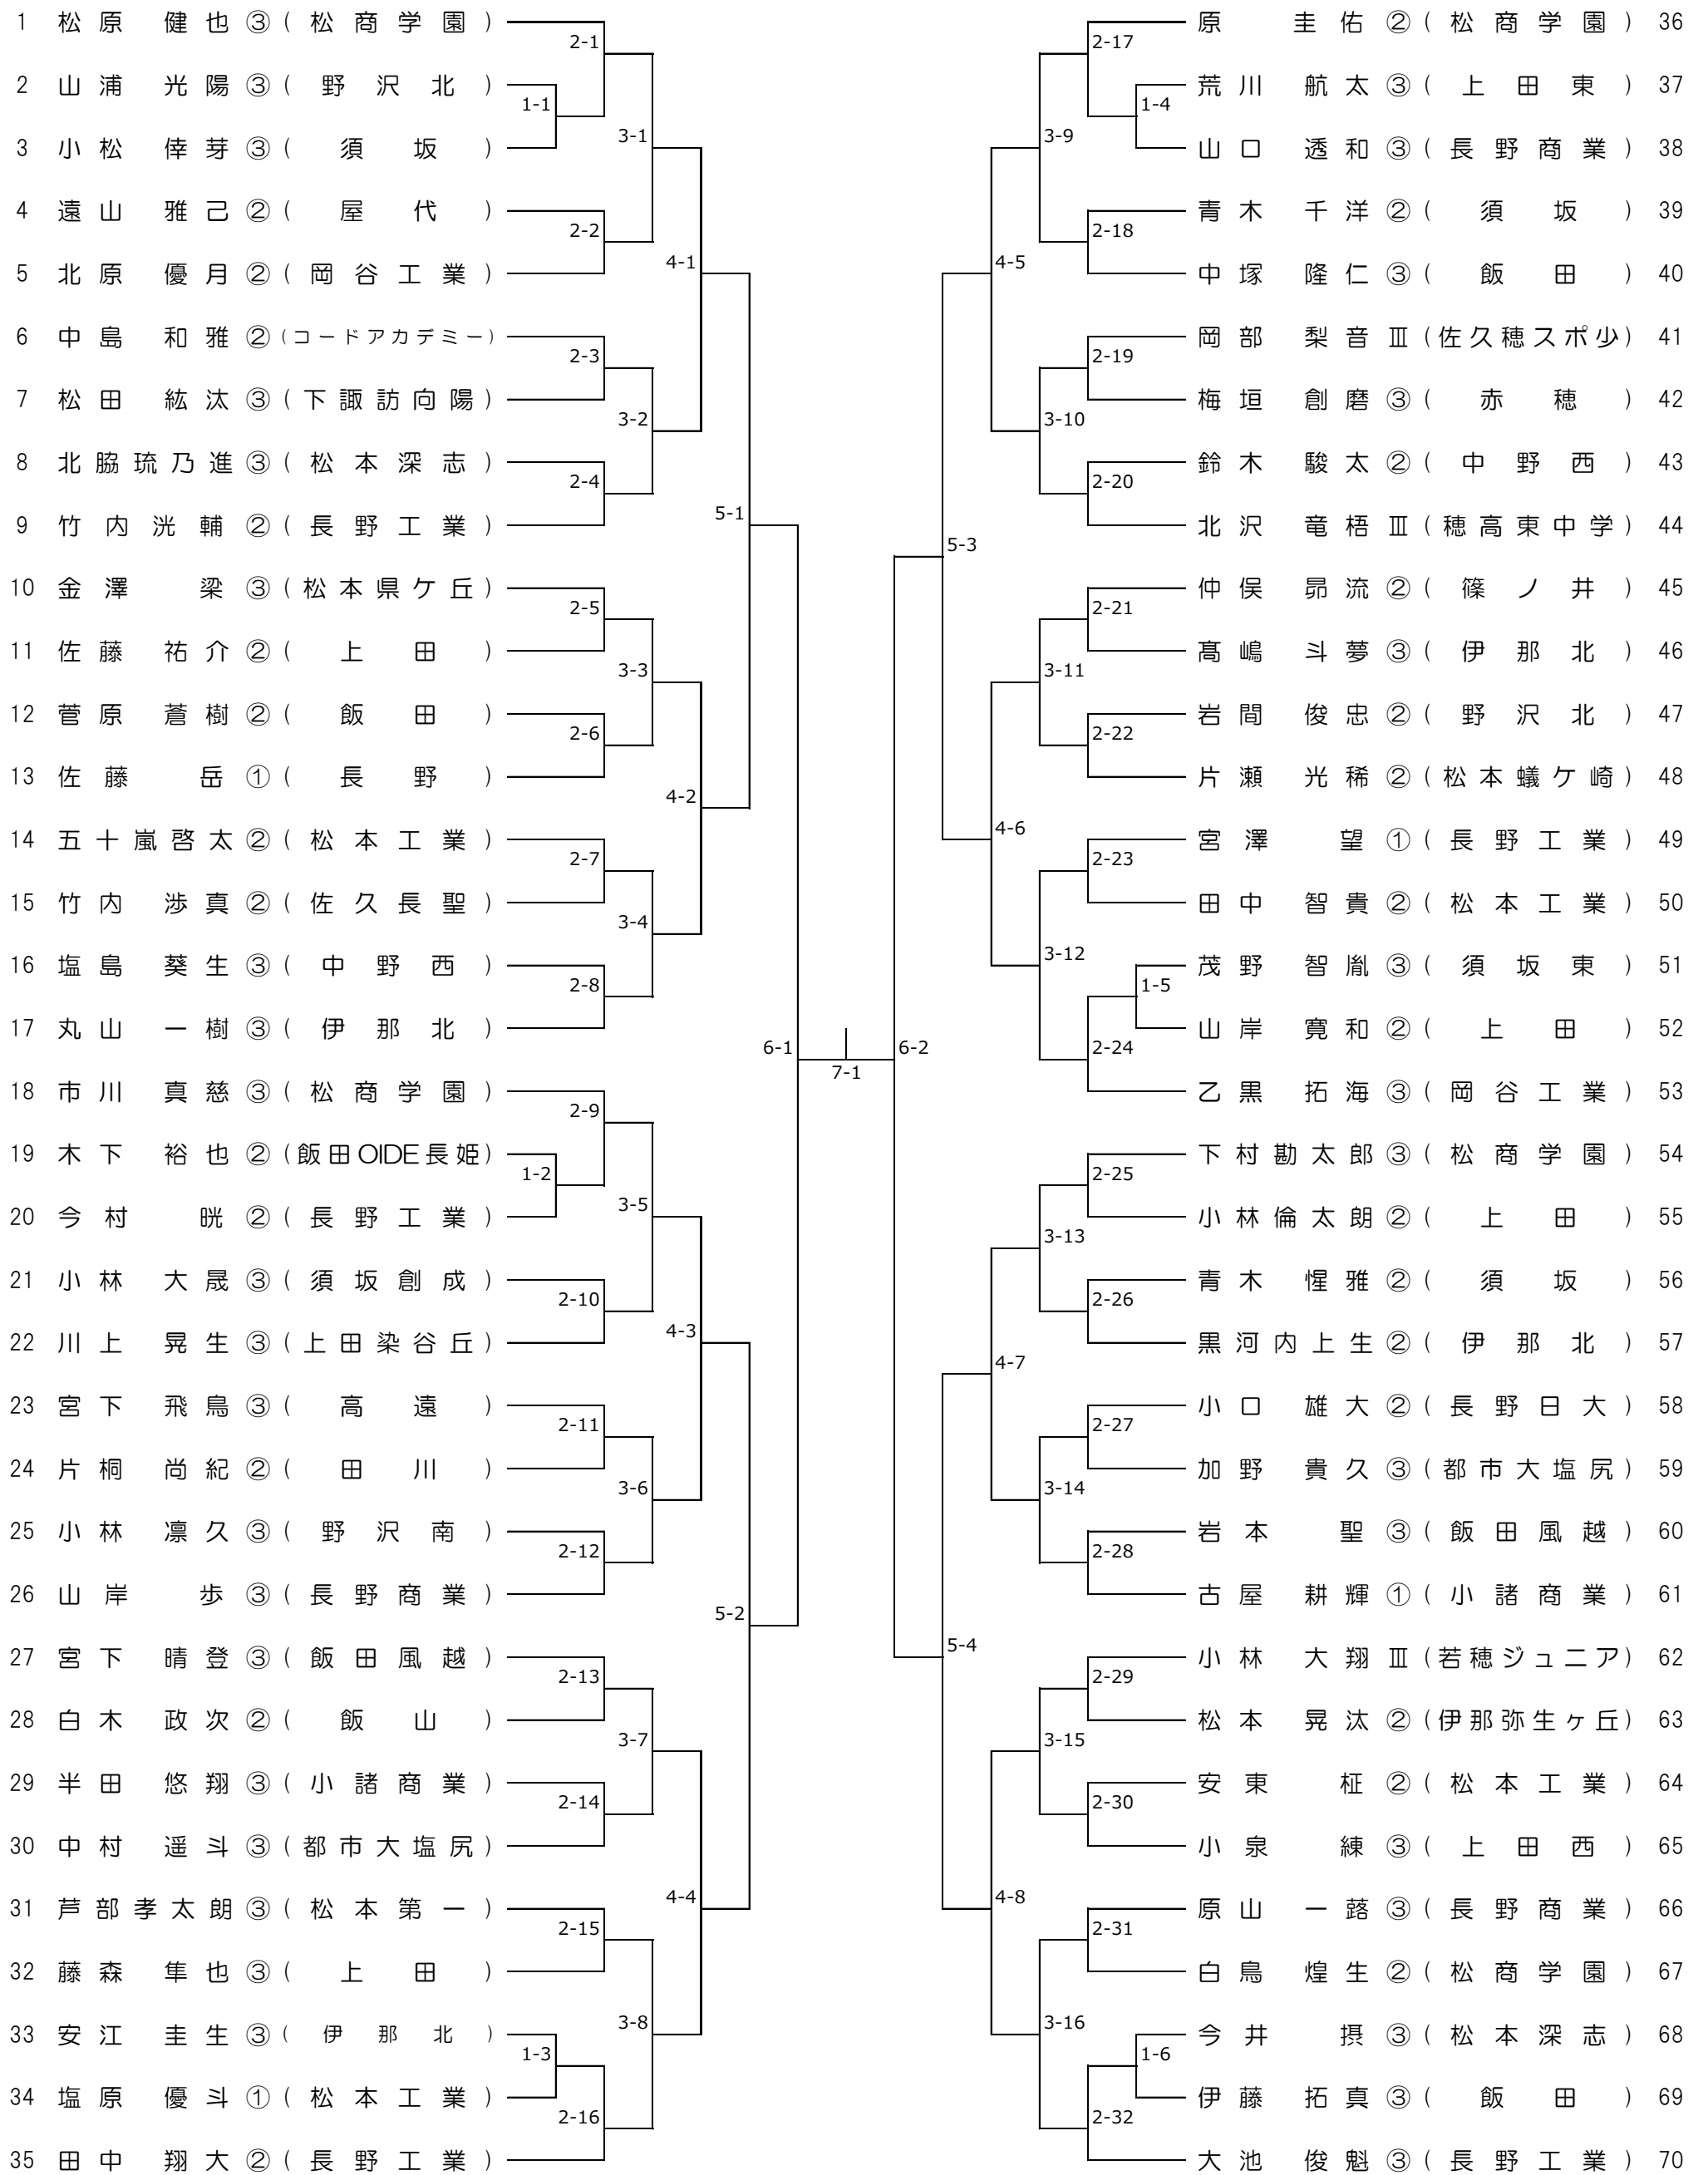 1 松原 健也 ③ (松商学園)
2 山浦 光陽 ③ (野沢北)
3 小松 倖芽 ③ (須坂)
4 遠山 雅己 ② (屋代)
5 北原 優月 ② (岡谷工業)
6 中島 和雅 ② (コードアカデミー)
7 松田 紘汰 ③ (下諏訪向陽)
8 北脇琉乃進 ③ (松本深志)
9 竹内洸輔 ② (長野工業)
10 金澤 梁 ③ (松本県ケ丘)
11 佐藤 祐介 ② (上田)
12 菅原 蒼樹 ② (飯田)
13 佐藤 岳 ① (長野)
14 五十嵐啓太 ② (松本工業)
15 竹内 渉真 ② (佐久長聖)
16 塩島 葵生 ③ (中野西)
17 丸山 一樹 ③ (伊那北)
18 市川 真慈 ③ (松商学園)
19 木下 裕也 ② (飯田OIDE長姫)
20 今村 晄 ② (長野工業)
21 小林 大晟 ③ (須坂創成)
22 川上 晃生 ③ (上田染谷丘)
23 宮下 飛鳥 ③ (高遠)
24 片桐 尚紀 ② (田川)
25 小林 凛久 ③ (野沢南)
26 山岸 歩 ③ (長野商業)
27 宮下 晴登 ③ (飯田風越)
28 白木 政次 ② (飯山)
29 半田 悠翔 ③ (小諸商業)
30 中村 遥斗 ③ (都市大塩尻)
31 芦部孝太朗 ③ (松本第一)
32 藤森 隼也 ③ (上田)
33 安江 圭生 ③ (伊那北)
34 塩原 優斗 ① (松本工業)
35 田中 翔大 ② (長野工業)
2-1
1-1
3-1
2-2
4-1
2-3
3-2
2-4
5-1
2-5
3-3
2-6
4-2
2-7
3-4
2-8
6-1
2-9
1-2
3-5
2-10
4-3
2-11
3-6
2-12
5-2
2-13
3-7
2-14
4-4
2-15
3-8
1-3
2-16
7-1
2-17
1-4
3-9
2-18
4-5
2-19
3-10
2-20
5-3
2-21
3-11
2-22
4-6
2-23
3-12
1-5
2-24
6-2
2-25
3-13
2-26
4-7
2-27
3-14
2-28
5-4
2-29
3-15
2-30
4-8
2-31
3-16
1-6
2-32
原 圭佑 ② (松商学園) 36
荒川 航太 ③ (上田東) 37
山口 透和 ③ (長野商業) 38
青木 千洋 ② (須坂) 39
中塚 隆仁 ③ (飯田) 40
岡部 梨音 Ⅲ (佐久穂スポ少) 41
梅垣 創磨 ③ (赤穂) 42
鈴木 駿太 ② (中野西) 43
北沢 竜梧 Ⅲ (穂高東中学) 44
仲俣 昴流 ② (篠ノ井) 45
髙嶋 斗夢 ③ (伊那北) 46
岩間 俊忠 ② (野沢北) 47
片瀬 光稀 ② (松本蟻ケ崎) 48
宮澤 望 ① (長野工業) 49
田中 智貴 ② (松本工業) 50
茂野 智胤 ③ (須坂東) 51
山岸 寛和 ② (上田) 52
乙黒 拓海 ③ (岡谷工業) 53
下村勘太郎 ③ (松商学園) 54
小林倫太朗 ② (上田) 55
青木 惺雅 ② (須坂) 56
黒河内上生 ② (伊那北) 57
小口 雄大 ② (長野日大) 58
加野 貴久 ③ (都市大塩尻) 59
岩本 聖 ③ (飯田風越) 60
古屋 耕輝 ① (小諸商業) 61
小林 大翔 Ⅲ (若穂ジュニア) 62
松本 晃汰 ② (伊那弥生ヶ丘) 63
安東 柾 ② (松本工業) 64
小泉 練 ③ (上田西) 65
原山 一蕗 ③ (長野商業) 66
白鳥 煌生 ② (松商学園) 67
今井 摂 ③ (松本深志) 68
伊藤 拓真 ③ (飯田) 69
大池 俊魁 ③ (長野工業) 70